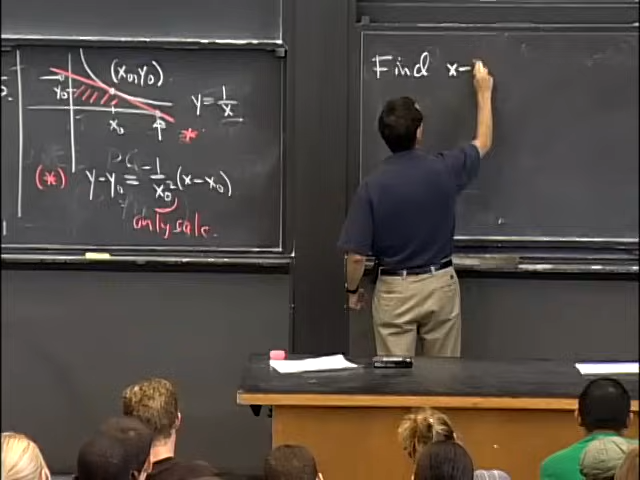 (x₀,y₀)
y₀
y = 1/x
x₀
*
(*) y-y₀ = -1/x₀² (x-x₀)
only calc.
Find x-